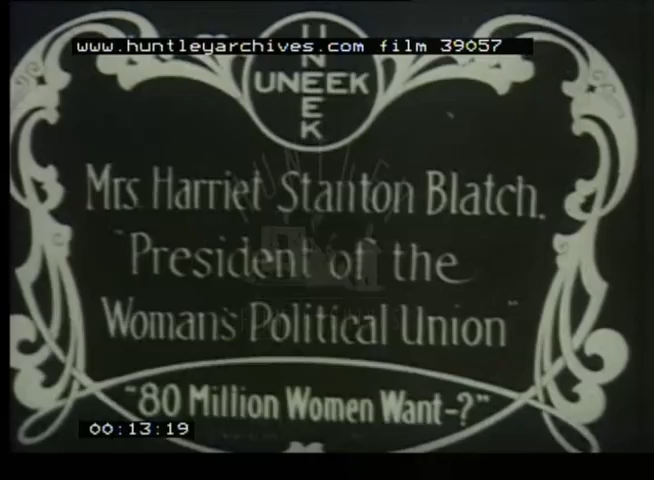 www.huntleyarchives.com film 39057
UNEEK
UNEEK
Mrs Harriet Stanton Blatch.
"President of the
Woman's Political Union"
"80 Million Women Want-?"
00:13:19